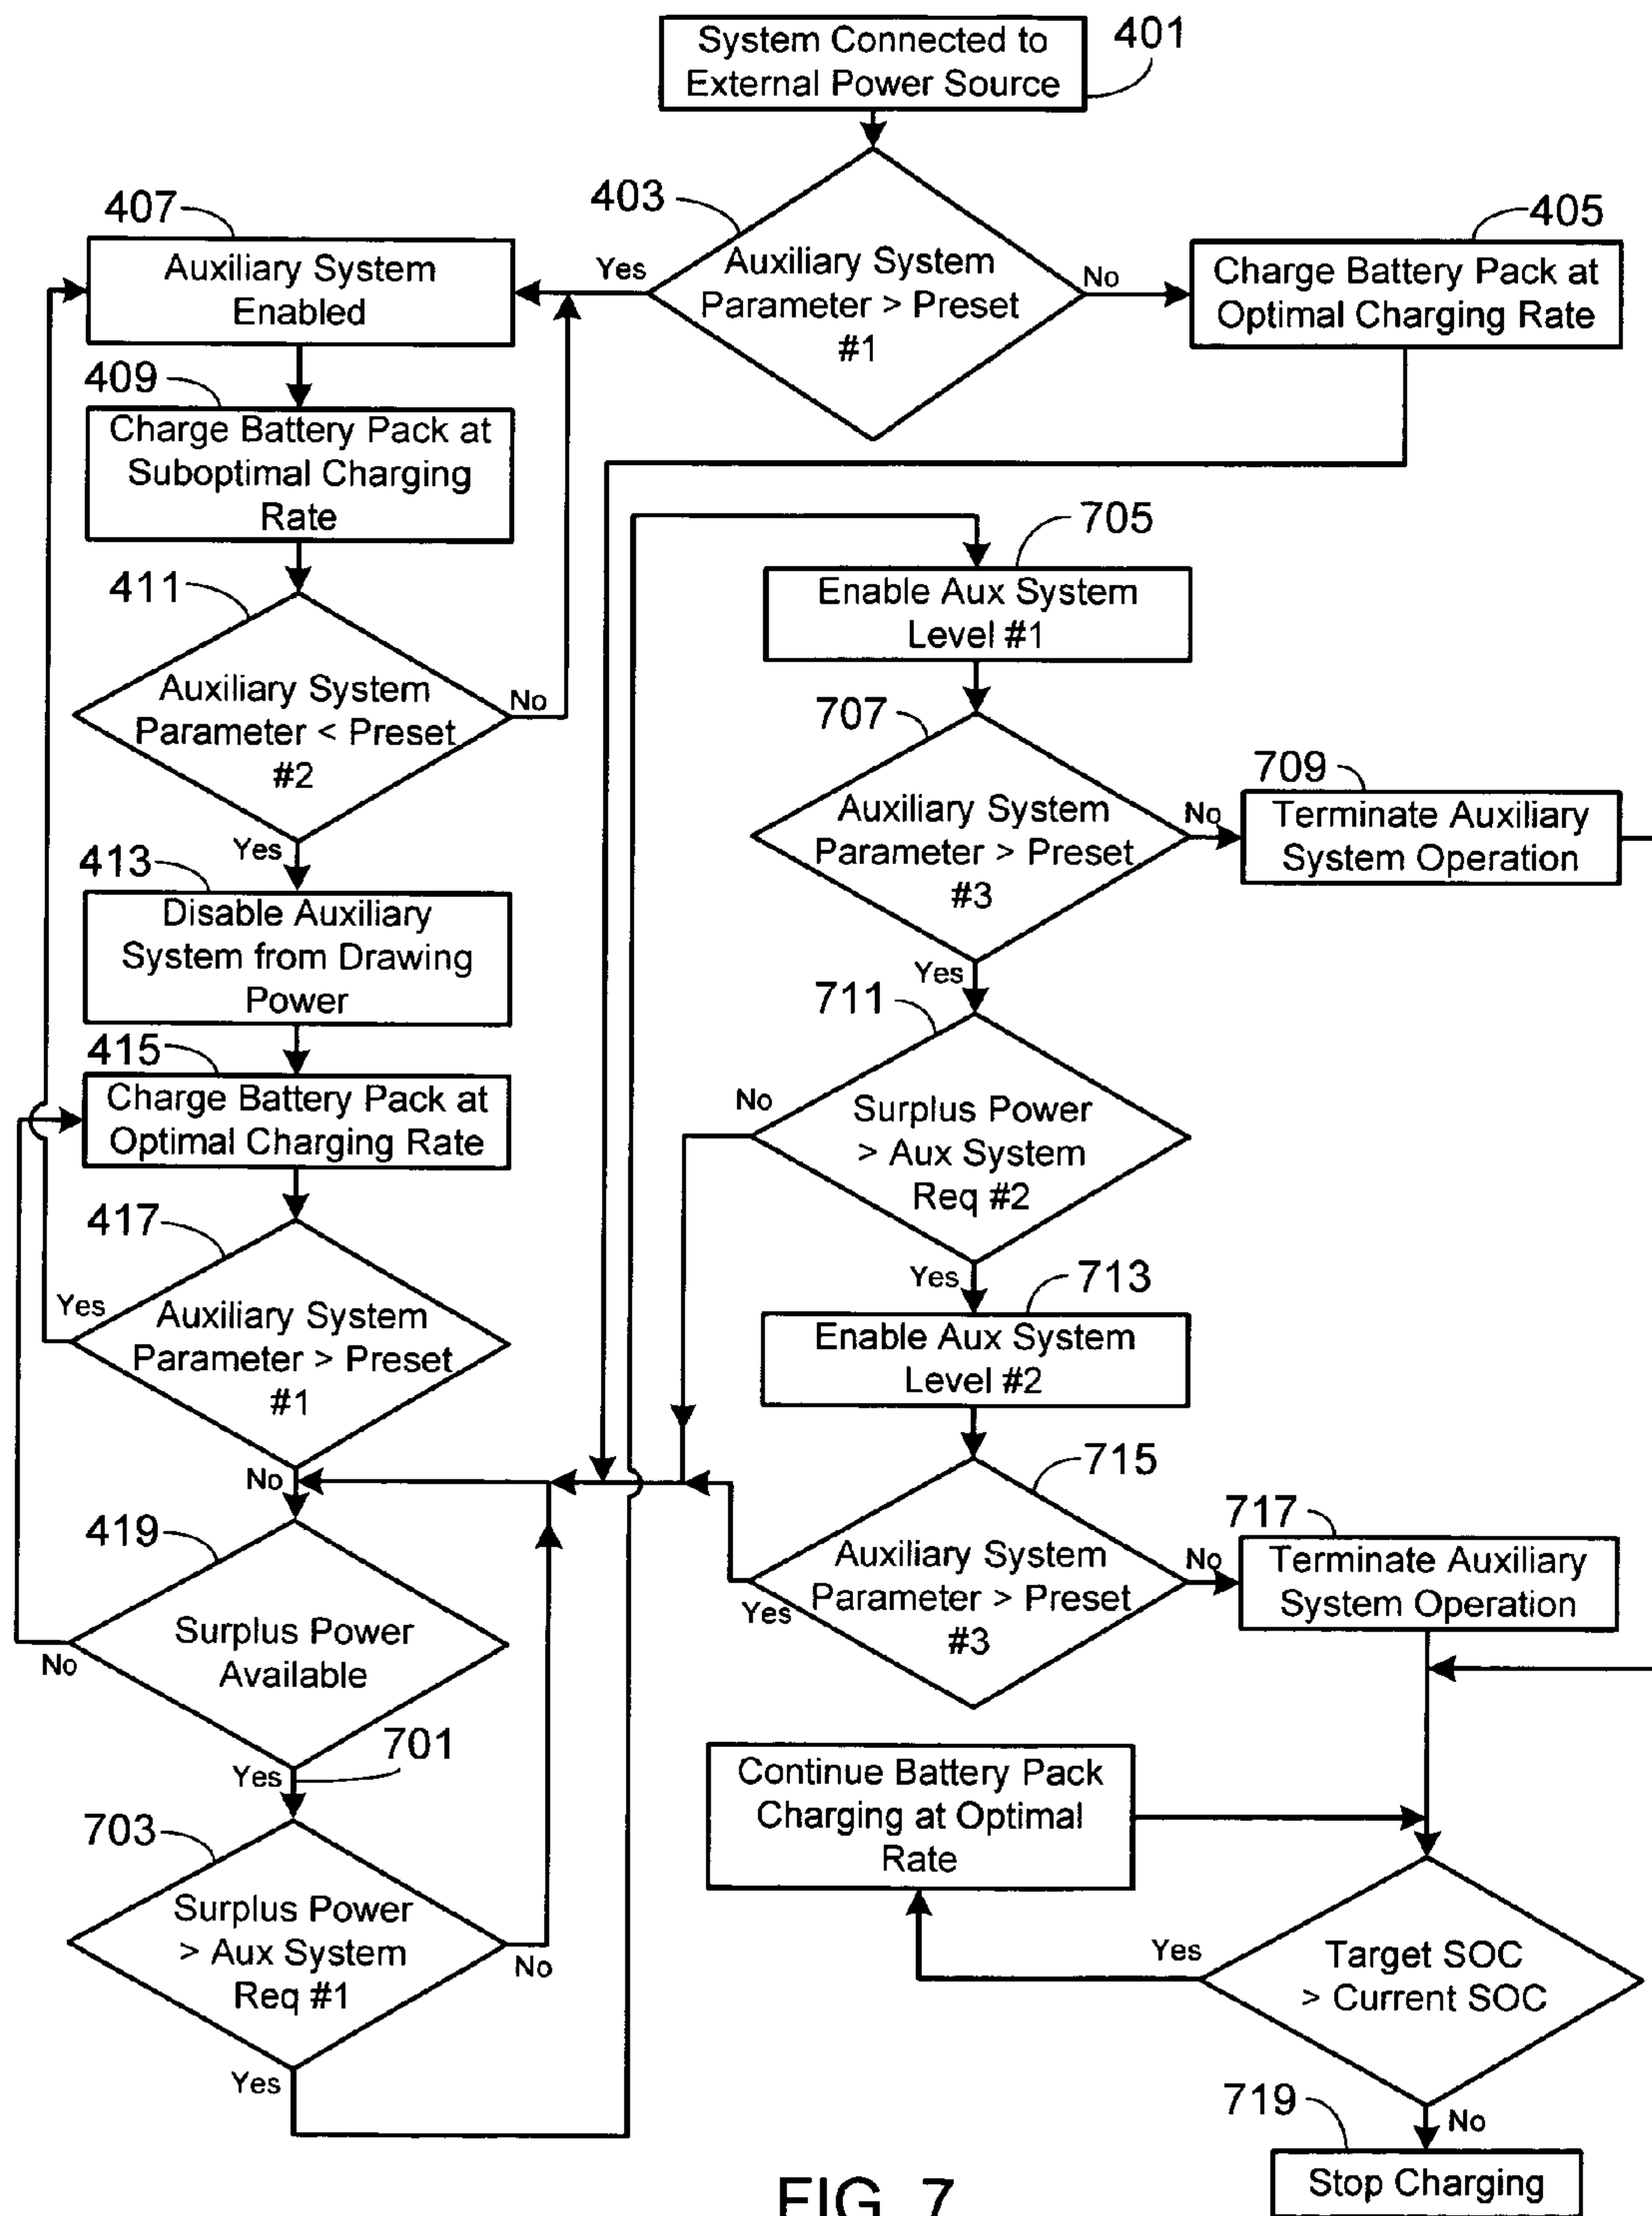 System Connected to
External Power Source
401
403
Auxiliary System
Parameter > Preset
#1
Yes
No
405
Charge Battery Pack at
Optimal Charging Rate
407
Auxiliary System
Enabled
409
Charge Battery Pack at
Suboptimal Charging
Rate
411
Auxiliary System
Parameter < Preset
#2
No
Yes
413
Disable Auxiliary
System from Drawing
Power
415
Charge Battery Pack at
Optimal Charging Rate
417
Yes
Auxiliary System
Parameter > Preset
#1
No
419
Surplus Power
Available
No
Yes
701
703
Surplus Power
> Aux System
Req #1
No
Yes
705
Enable Aux System
Level #1
707
Auxiliary System
Parameter > Preset
#3
No
709
Terminate Auxiliary
System Operation
Yes
711
No
Surplus Power
> Aux System
Req #2
Yes
713
Enable Aux System
Level #2
715
Auxiliary System
Parameter > Preset
#3
Yes
No
717
Terminate Auxiliary
System Operation
Continue Battery Pack
Charging at Optimal
Rate
Yes
Target SOC
> Current SOC
No
719
Stop Charging
FIG. 7